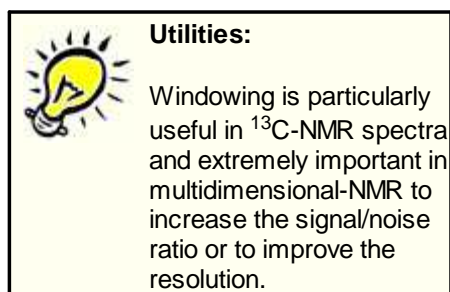 Utilities:
Windowing is particularly
useful in ¹³C-NMR spectra
and extremely important in
multidimensional-NMR to
increase the signal/noise
ratio or to improve the
resolution.